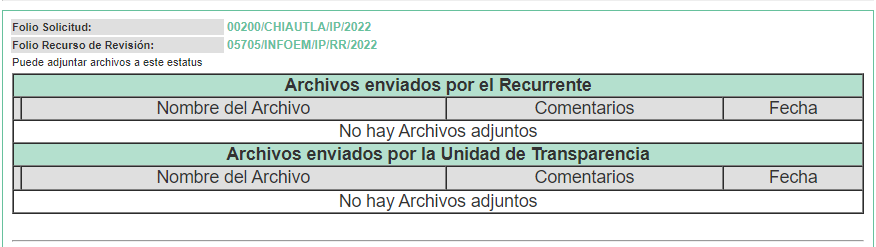 Folio Solicitud: 00200/CHIAUTLA/IP/2022
Folio Recurso de Revisión: 05705/INFOEM/IP/RR/2022
Puede adjuntar archivos a este estatus
Archivos enviados por el Recurrente
Nombre del Archivo Comentarios Fecha
No hay Archivos adjuntos
Archivos enviados por la Unidad de Transparencia
Nombre del Archivo Comentarios Fecha
No hay Archivos adjuntos